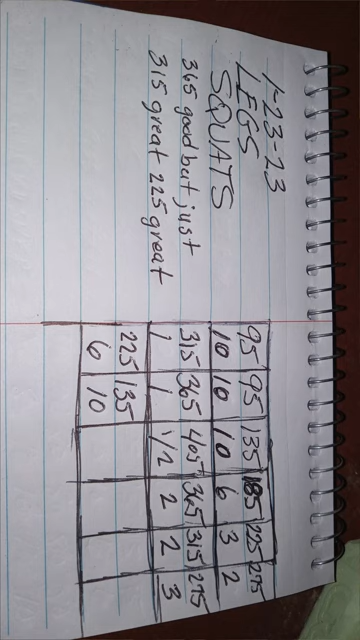 1-23-23
LEGS
SQUATS
365 good but just
315 great 225 great
95 95 135 185 225 275
10 10 10 6 3 2
315 365 405 365 315 275
1 1 1/2 2 2 3
225 135
6 10